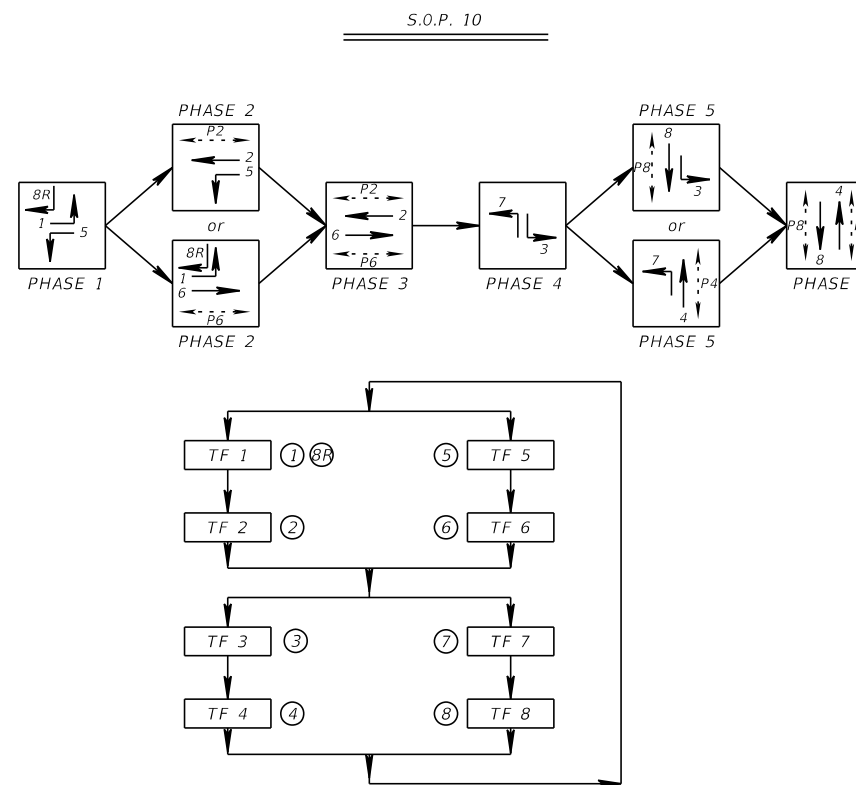 S.O.P. 10
PHASE 2
PHASE 5
P2
2
5
8
P8
3
8R
1
5
PHASE 1
or
P2
2
6
P6
PHASE 3
7
3
PHASE 4
or
4
P8
8
PHASE
8R
1
6
P6
PHASE 2
7
P4
4
PHASE 5
TF 1
1
8R
5
TF 5
TF 2
2
6
TF 6
TF 3
3
7
TF 7
TF 4
4
8
TF 8